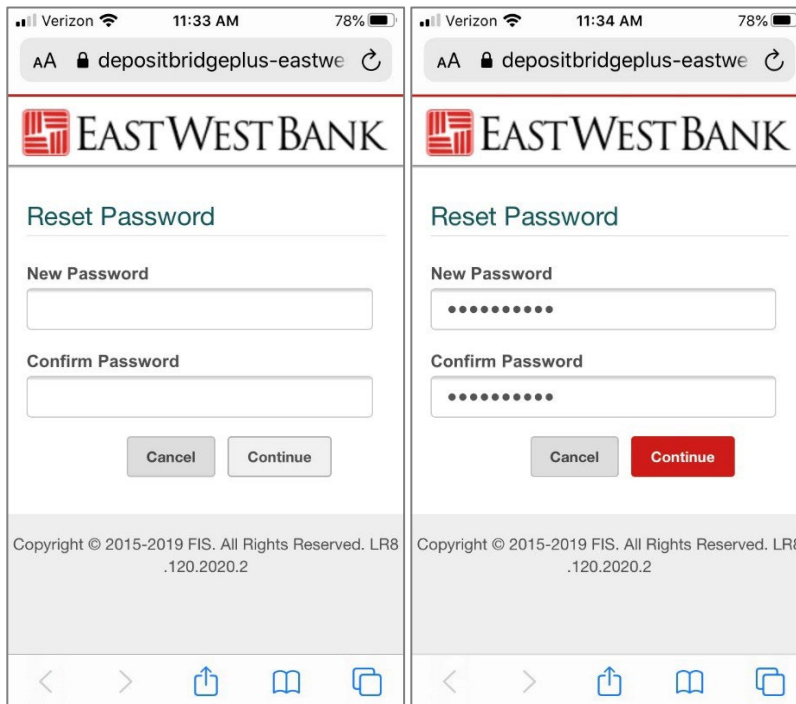 Verizon 11:33 AM 78%
AA depositbridgeplus-eastwe
EAST WEST BANK
Reset Password
New Password
Confirm Password
Cancel Continue
Copyright © 2015-2019 FIS. All Rights Reserved. LR8
.120.2020.2
Verizon 11:34 AM 78%
AA depositbridgeplus-eastwe
EAST WEST BANK
Reset Password
New Password
••••••••••
Confirm Password
••••••••••
Cancel Continue
Copyright © 2015-2019 FIS. All Rights Reserved. LR8
.120.2020.2